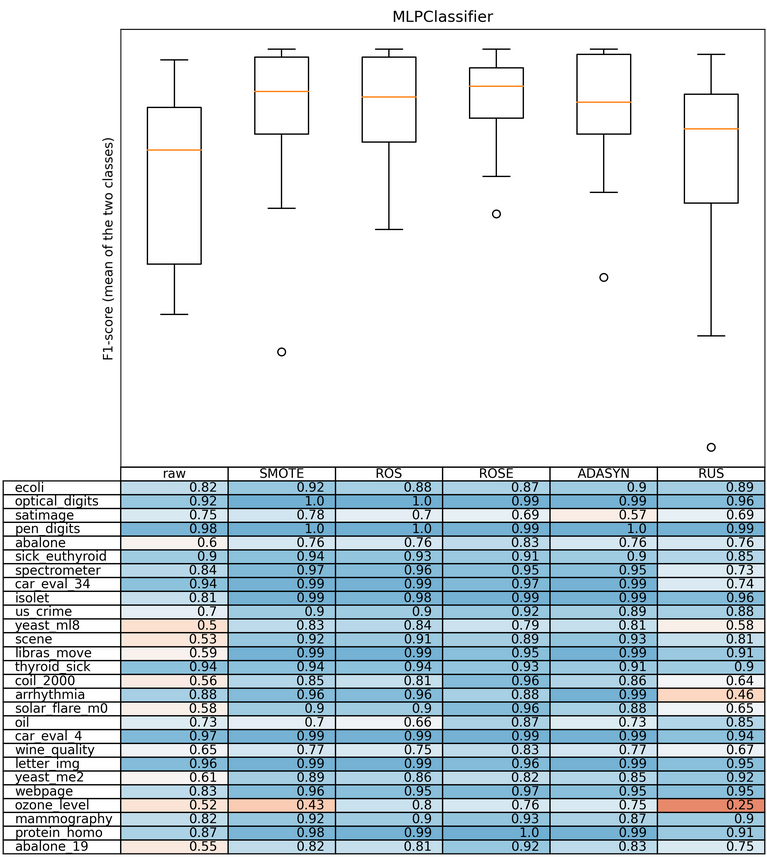 MLPClassifier
F1-score (mean of the two classes)
raw SMOTE ROS ROSE ADASYN RUS
ecoli 0.82 0.92 0.88 0.87 0.9 0.89
optical_digits 0.92 1.0 1.0 0.99 0.99 0.96
satimage 0.75 0.78 0.7 0.69 0.57 0.69
pen_digits 0.98 1.0 1.0 0.99 1.0 0.99
abalone 0.6 0.76 0.76 0.83 0.76 0.76
sick_euthyroid 0.9 0.94 0.93 0.91 0.9 0.85
spectrometer 0.84 0.97 0.96 0.95 0.95 0.73
car_eval_34 0.94 0.99 0.99 0.97 0.99 0.74
isolet 0.81 0.99 0.98 0.99 0.99 0.96
us_crime 0.7 0.9 0.9 0.92 0.89 0.88
yeast_ml8 0.5 0.83 0.84 0.79 0.81 0.58
scene 0.53 0.92 0.91 0.89 0.93 0.81
libras_move 0.59 0.99 0.99 0.95 0.99 0.91
thyroid_sick 0.94 0.94 0.94 0.93 0.91 0.9
coil_2000 0.56 0.85 0.81 0.96 0.86 0.64
arrhythmia 0.88 0.96 0.96 0.88 0.99 0.46
solar_flare_m0 0.58 0.9 0.9 0.96 0.88 0.65
oil 0.73 0.7 0.66 0.87 0.73 0.85
car_eval_4 0.97 0.99 0.99 0.99 0.99 0.94
wine_quality 0.65 0.77 0.75 0.83 0.77 0.67
letter_img 0.96 0.99 0.99 0.96 0.99 0.95
yeast_me2 0.61 0.89 0.86 0.82 0.85 0.92
webpage 0.83 0.96 0.95 0.97 0.95 0.95
ozone_level 0.52 0.43 0.8 0.76 0.75 0.25
mammography 0.82 0.92 0.9 0.93 0.87 0.9
protein_homo 0.87 0.98 0.99 1.0 0.99 0.91
abalone_19 0.55 0.82 0.81 0.92 0.83 0.75